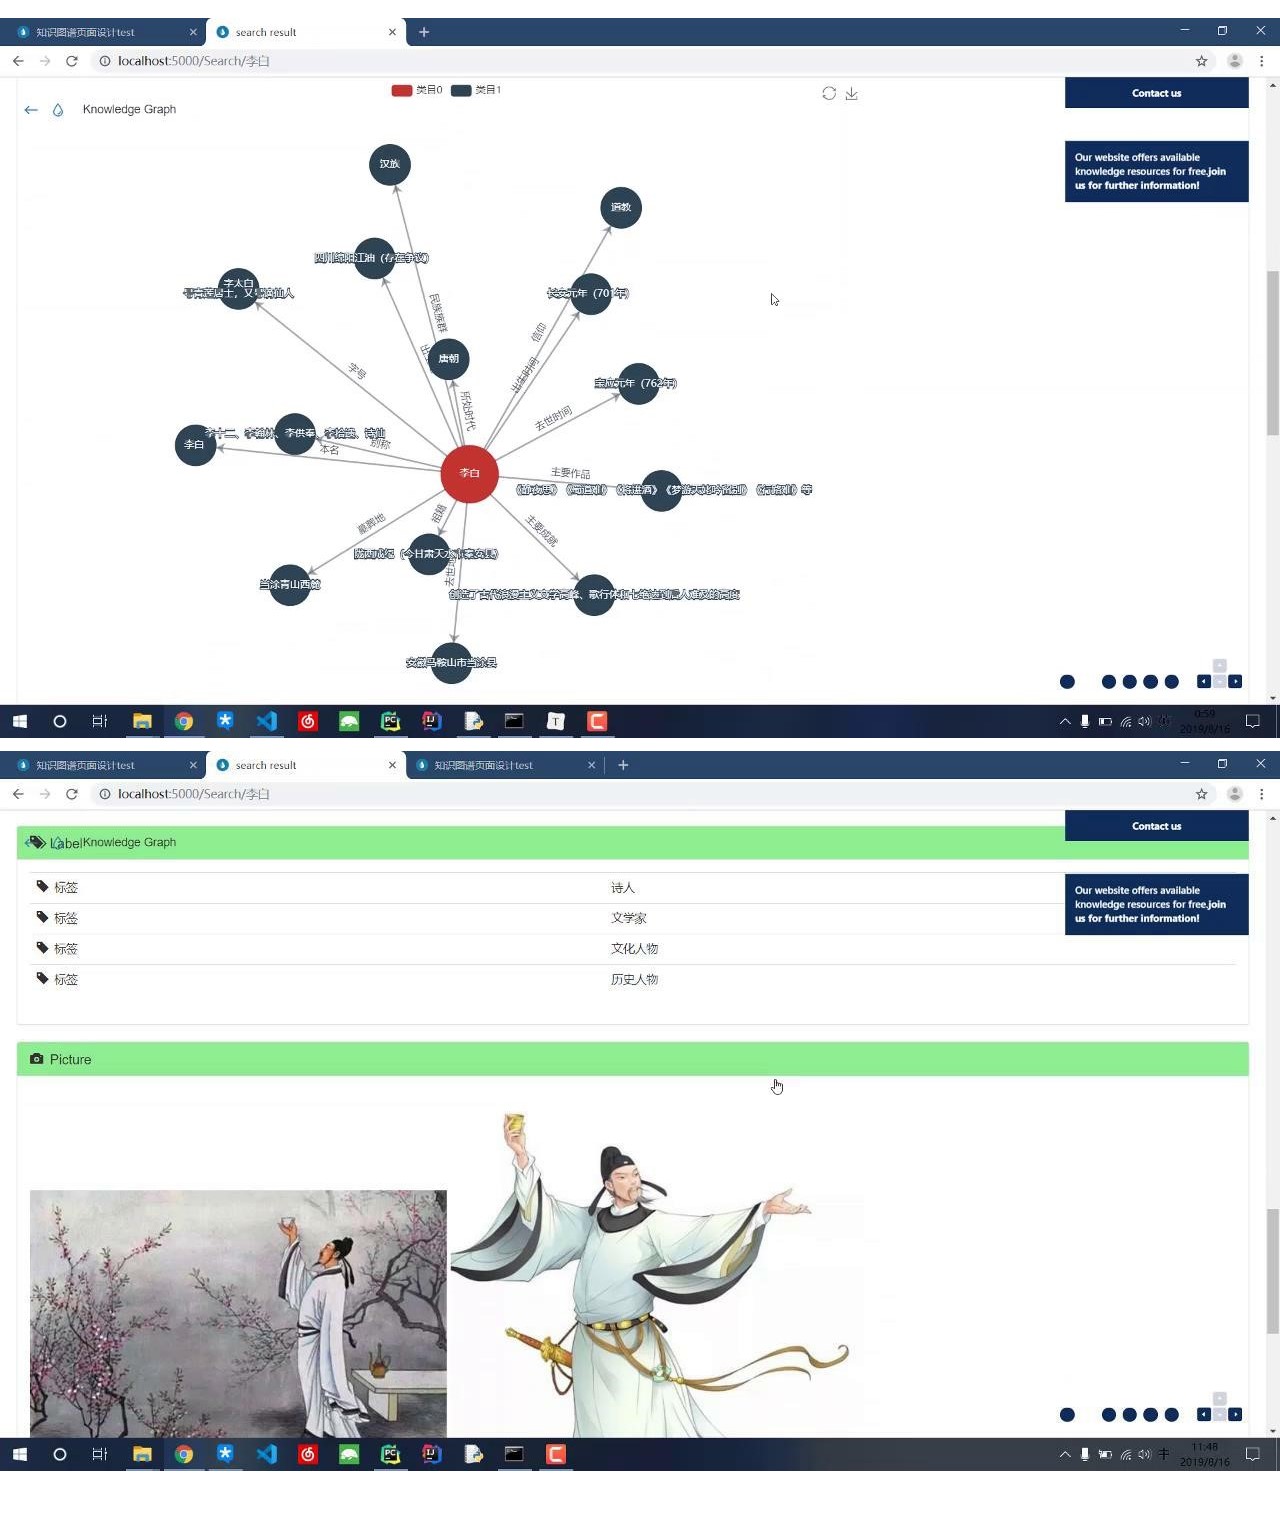 知识图谱页面设计test
search result
localhost:5000/Search/李白
类目0
类目1
Knowledge Graph
Contact us
Our website offers available
knowledge resources for free,join
us for further information!
汉族
道教
四川绵阳江油（存在争议）
字太白
号青莲居士，又号谪仙人
长安元年（701年）
民族族群
信仰
唐朝
出生时间
字号
宝应元年（762年）
所处时代
去世时间
李十二、李翰林、李供奉、李拾遗、诗仙
李白
别称
本名
李白
主要作品
《静夜思》《蜀道难》《将进酒》《梦游天姥吟留别》《行路难》等
祖籍
墓葬地
主要成就
陇西成纪（今甘肃天水市秦安县）
当涂青山西麓
创造了古代浪漫主义文学高峰、歌行体和七绝达到后人难及的高度
安徽马鞍山市当涂县
0:59
2019/8/16
知识图谱页面设计test
search result
知识图谱页面设计test
localhost:5000/Search/李白
Label
Knowledge Graph
Contact us
标签 诗人
标签 文学家
标签 文化人物
标签 历史人物
Our website offers available
knowledge resources for free,join
us for further information!
Picture
中
11:48
2019/8/16